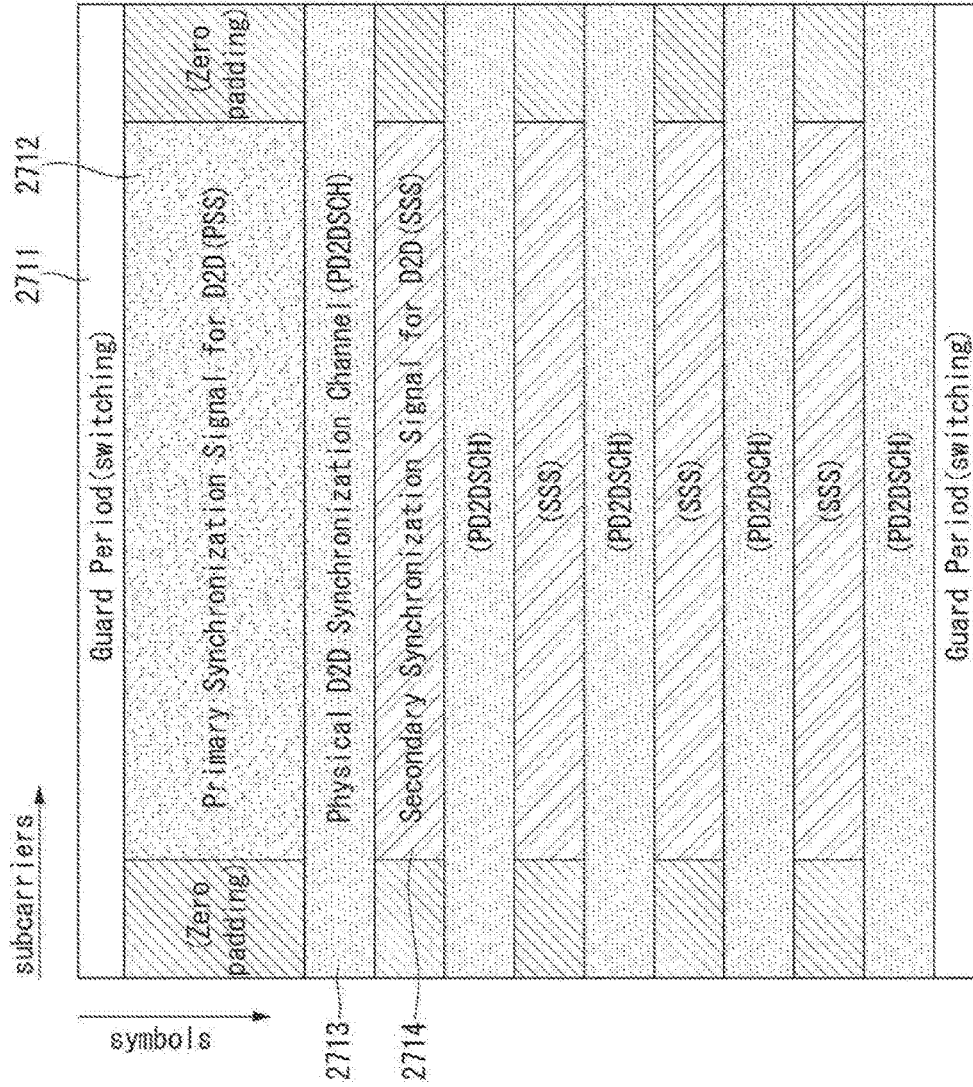 subcarriers
symbols
2711
2712
Guard Period(switching)
(Zero
padding)
Primary Synchronization Signal for D2D(PSS)
(Zero
padding)
2713
Physical D2D Synchronization Channel(PD2DSCH)
2714
Secondary Synchronization Signal for D2D(SSS)
(PD2DSCH)
(SSS)
(PD2DSCH)
(SSS)
(PD2DSCH)
(SSS)
(PD2DSCH)
Guard Period(switching)